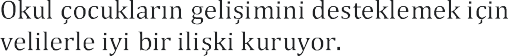 Okul çocukların gelişimini desteklemek için
velilerle iyi bir ilişki kuruyor.